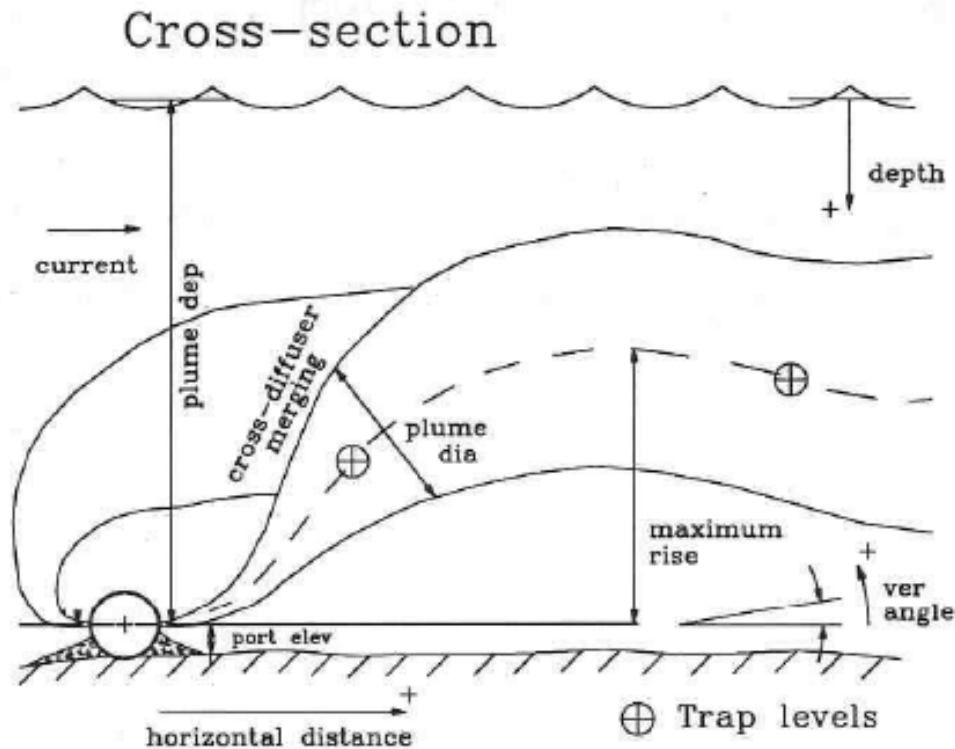 Cross-section
depth
+
current
plume dep
cross-diffuser
merging
plume
dia
maximum
rise
+
ver
angle
port elev
+
horizontal distance
Trap levels